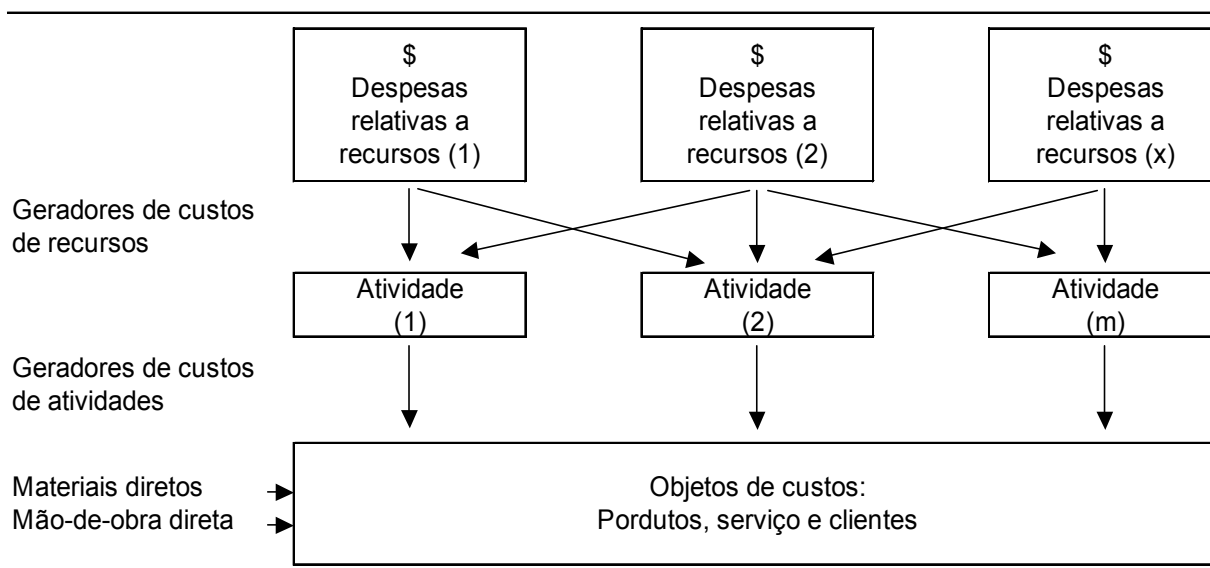 $
Despesas
relativas a
recursos (1)
$
Despesas
relativas a
recursos (2)
$
Despesas
relativas a
recursos (x)
Geradores de custos
de recursos
Atividade
(1)
Atividade
(2)
Atividade
(m)
Geradores de custos
de atividades
Materiais diretos
Mão-de-obra direta
Objetos de custos:
Pordutos, serviço e clientes